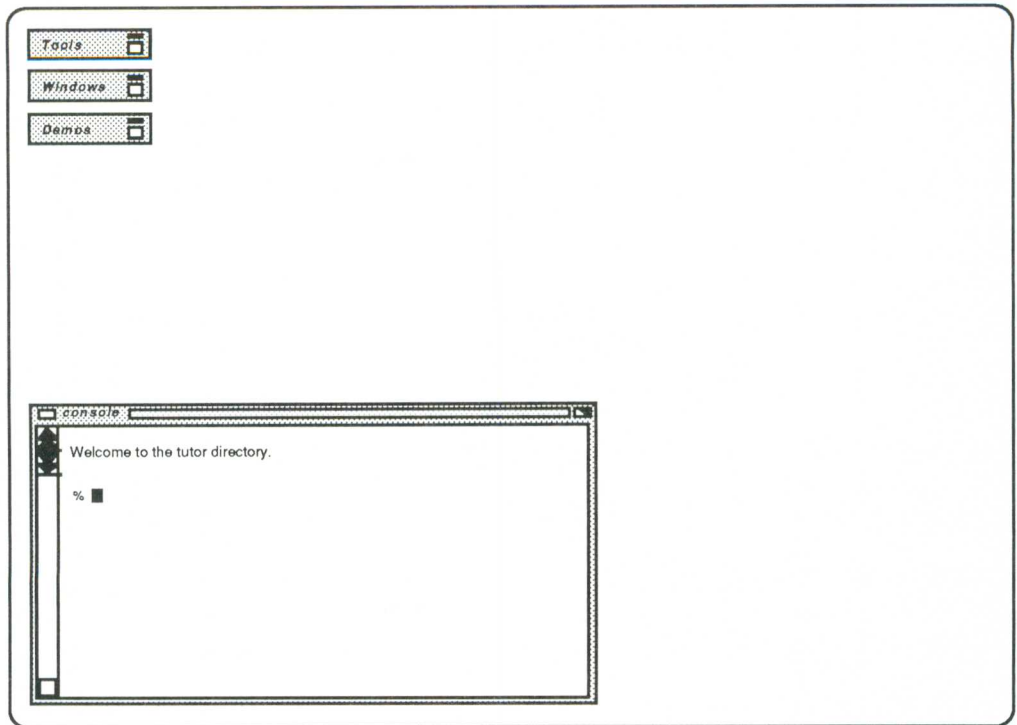 Tools
Windows
Demos
console
Welcome to the tutor directory.
%